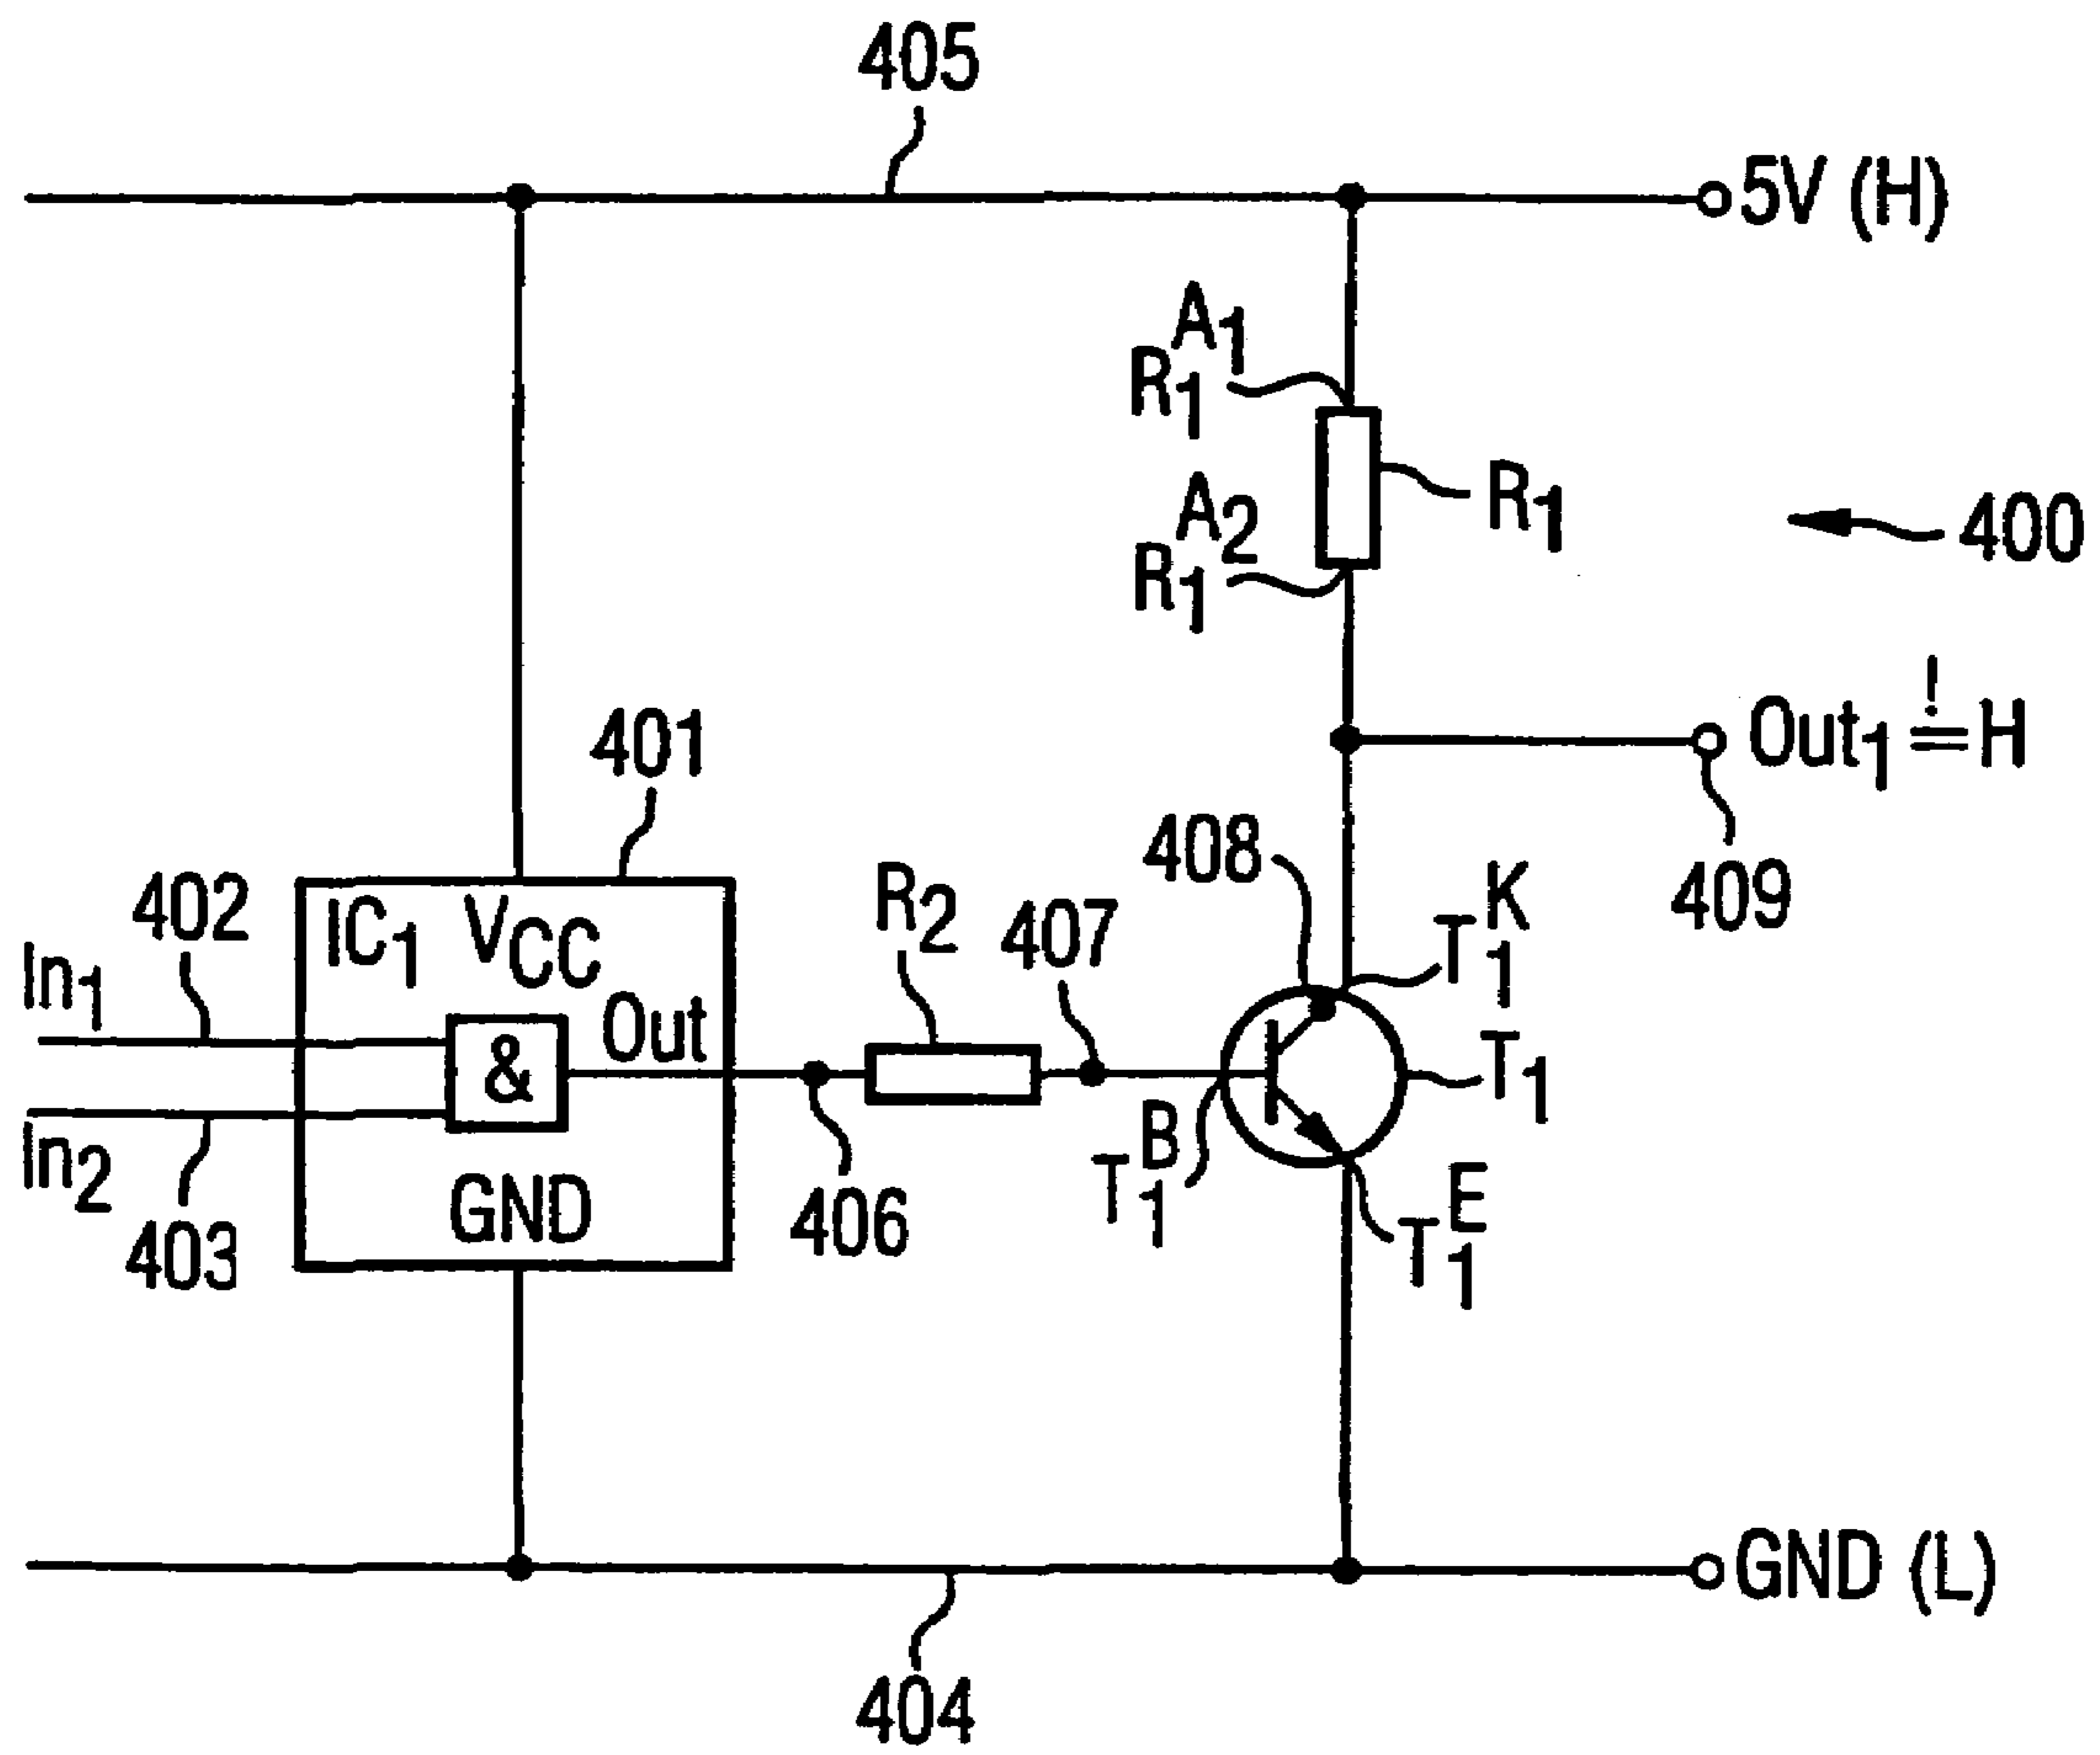 405
5V (H)
R₁ᴬ¹
R₁
R₁ᴬ²
400
Out₁ ≟ H
!
401
408
409
402
R₂
407
T₁ᴷ
IC₁ V_CC
In₁
Out
&
T₁
In₂
T₁ᴮ
GND
406
T₁ᴱ
403
GND (L)
404